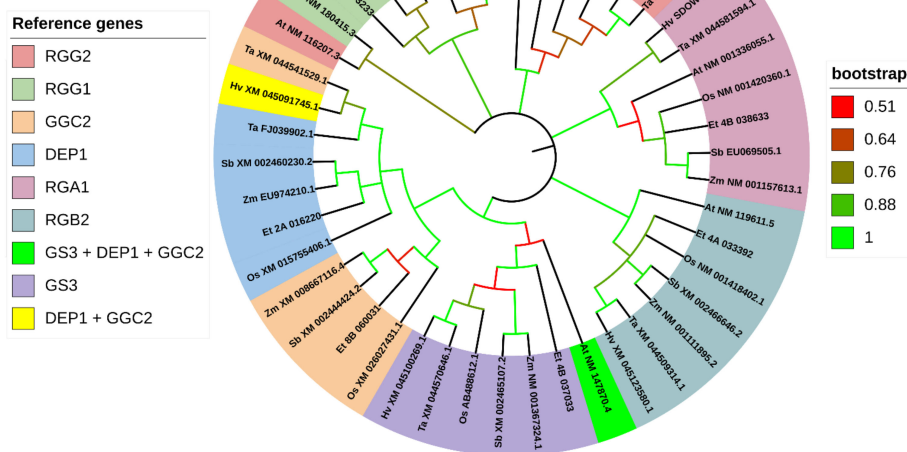 Reference genes
RGG2
RGG1
GGC2
DEP1
RGA1
RGB2
GS3 + DEP1 + GGC2
GS3
DEP1 + GGC2
NM 180415.3
At NM 116207.3
Ta XM 044541529.1
Hv XM 045091745.1
Ta FJ039902.1
Sb XM 002460230.2
Zm EU974210.1
Et 2A 016220
Os XM 015755406.1
Zm XM 008667116.4
Sb XM 002444424.2
Et 8B 060031
Os XM 026027431.1
Hv XM 045100269.1
Ta XM 044570646.1
Os AB488612.1
Sb XM 002465107.2
Zm NM 001367324.1
Et 4B 037033
At NM 147870.4
Hv XM 045123580.1
Ta XM 044509314.1
Zm NM 001111895.2
Sb XM 002466646.2
Os NM 001418402.1
Et 4A 033392
At NM 119611.5
Zm NM 001157613.1
Sb EU069505.1
Et 4B 038633
Os NM 001420360.1
At NM 001336055.1
Ta XM 044581594.1
Hv
Ta
bootstrap
0.51
0.64
0.76
0.88
1